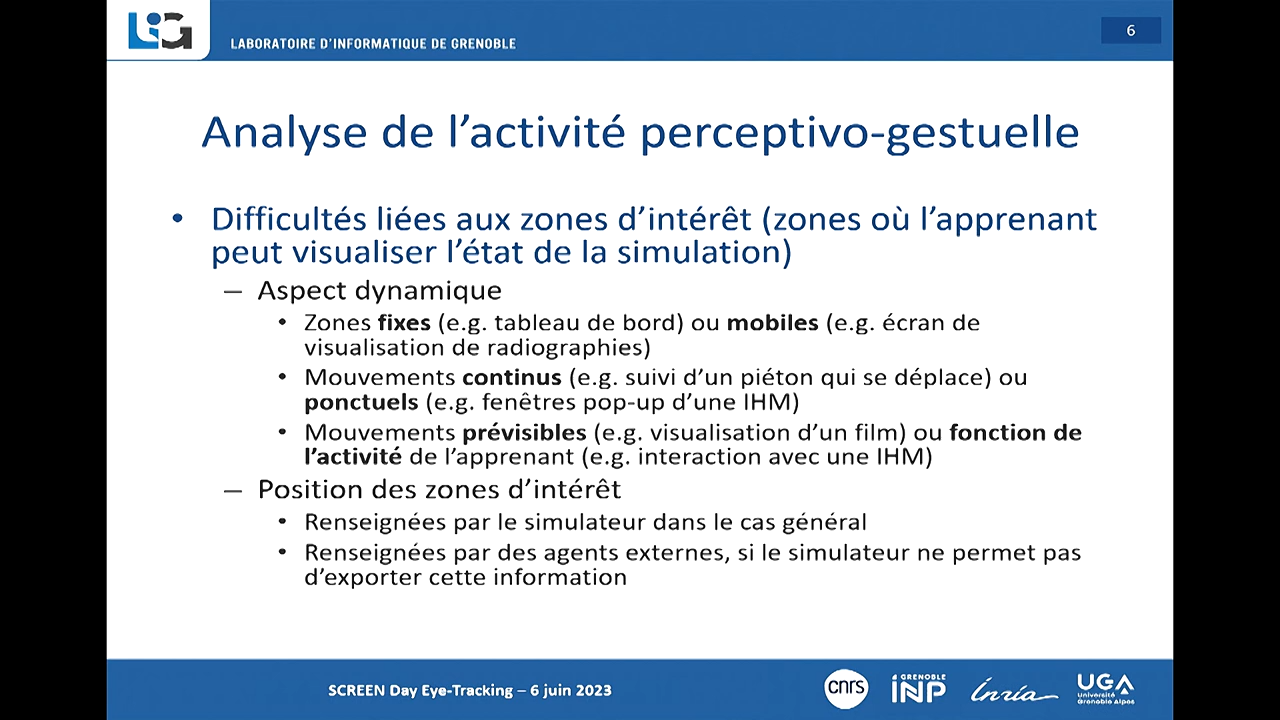 LIG
LABORATOIRE D'INFORMATIQUE DE GRENOBLE
6
Analyse de l’activité perceptivo-gestuelle
• Difficultés liées aux zones d’intérêt (zones où l’apprenant
peut visualiser l’état de la simulation)
– Aspect dynamique
• Zones fixes (e.g. tableau de bord) ou mobiles (e.g. écran de
visualisation de radiographies)
• Mouvements continus (e.g. suivi d’un piéton qui se déplace) ou
ponctuels (e.g. fenêtres pop-up d’une IHM)
• Mouvements prévisibles (e.g. visualisation d’un film) ou fonction de
l’activité de l’apprenant (e.g. interaction avec une IHM)
– Position des zones d’intérêt
• Renseignées par le simulateur dans le cas général
• Renseignées par des agents externes, si le simulateur ne permet pas
d’exporter cette information
SCREEN Day Eye-Tracking – 6 juin 2023
cnrs
GRENOBLE
INP
Inria
UGA
Université
Grenoble Alpes